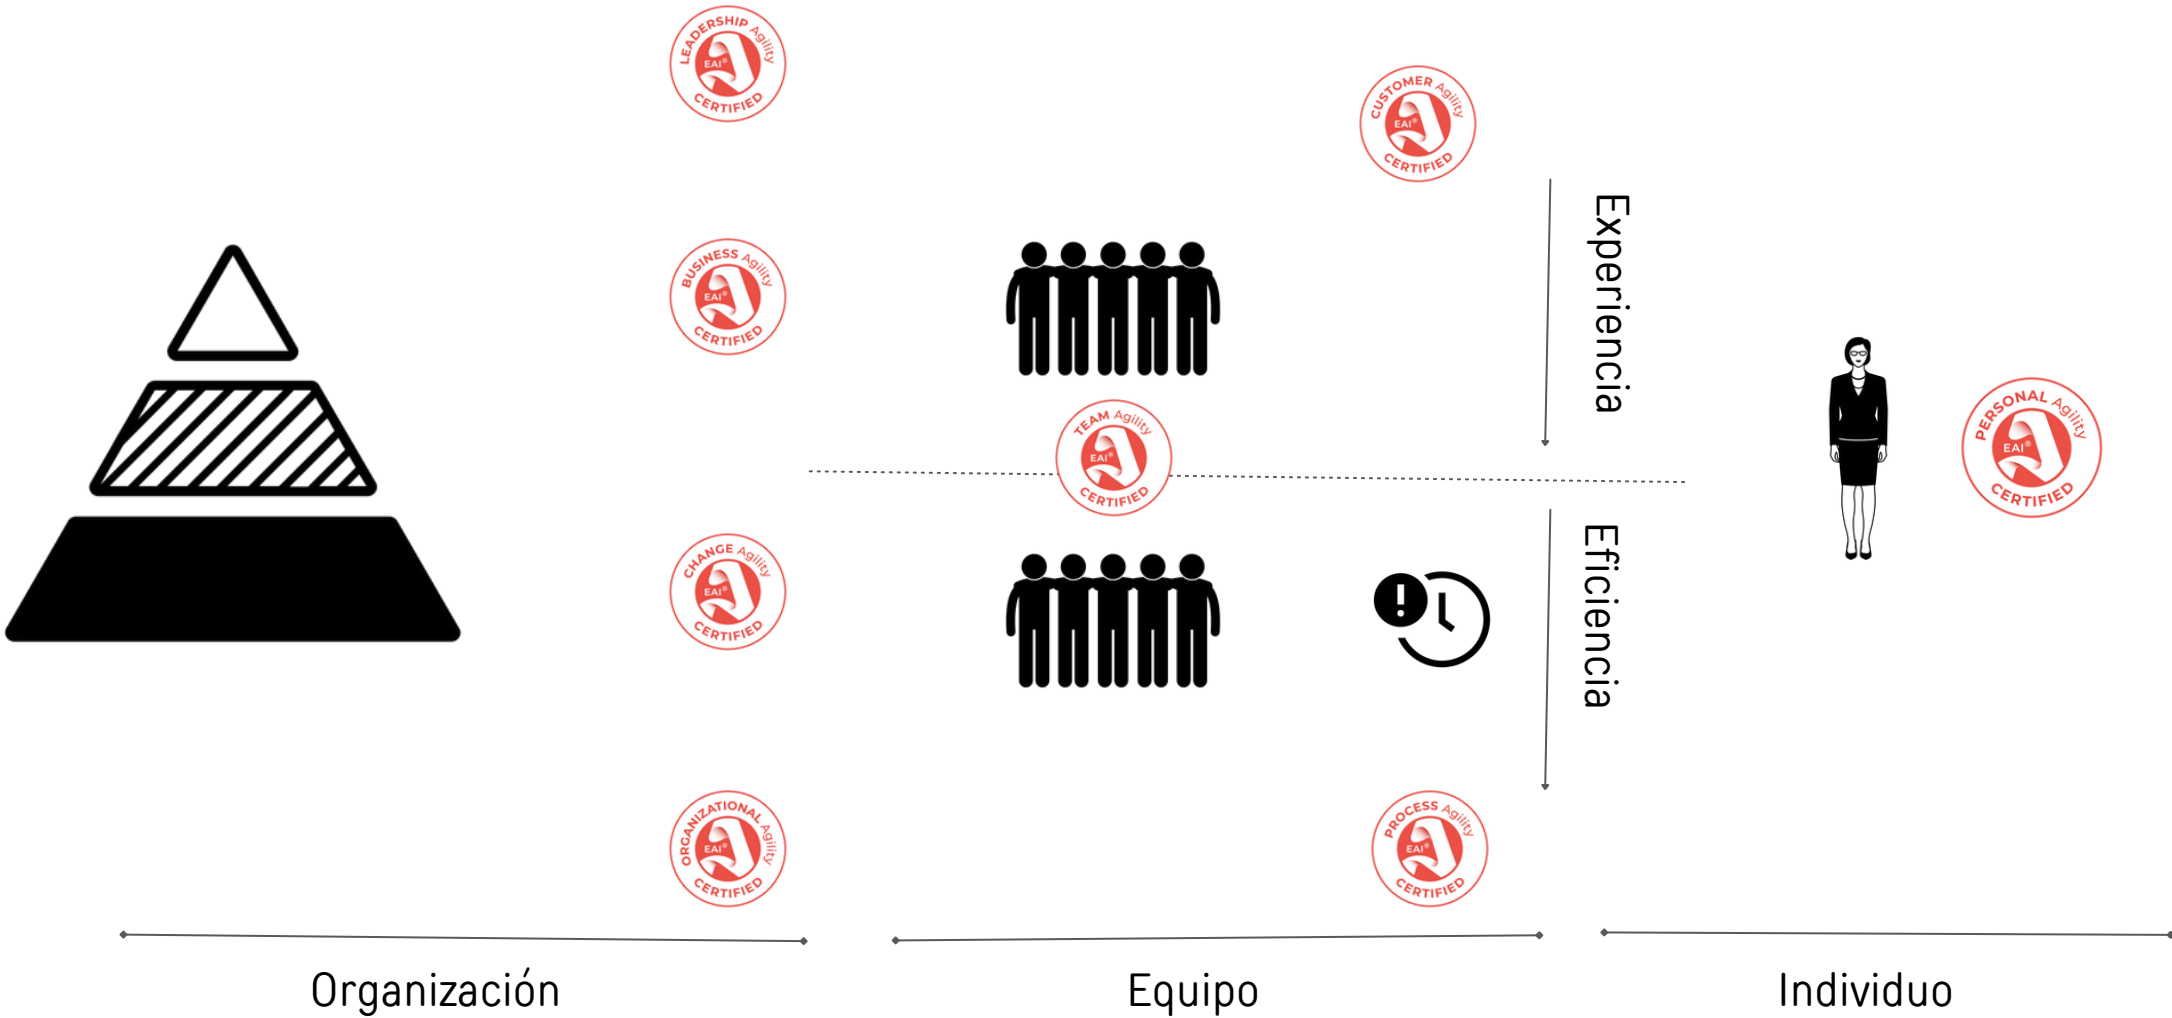 LEADERSHIP Agility
EAI®
CERTIFIED
CUSTOMER Agility
EAI®
CERTIFIED
BUSINESS Agility
EAI®
CERTIFIED
Experiencia
TEAM Agility
EAI®
CERTIFIED
PERSONAL Agility
EAI®
CERTIFIED
CHANGE Agility
EAI®
CERTIFIED
!
Eficiencia
ORGANIZATIONAL Agility
EAI®
CERTIFIED
PROCESS Agility
EAI®
CERTIFIED
Organización
Equipo
Individuo